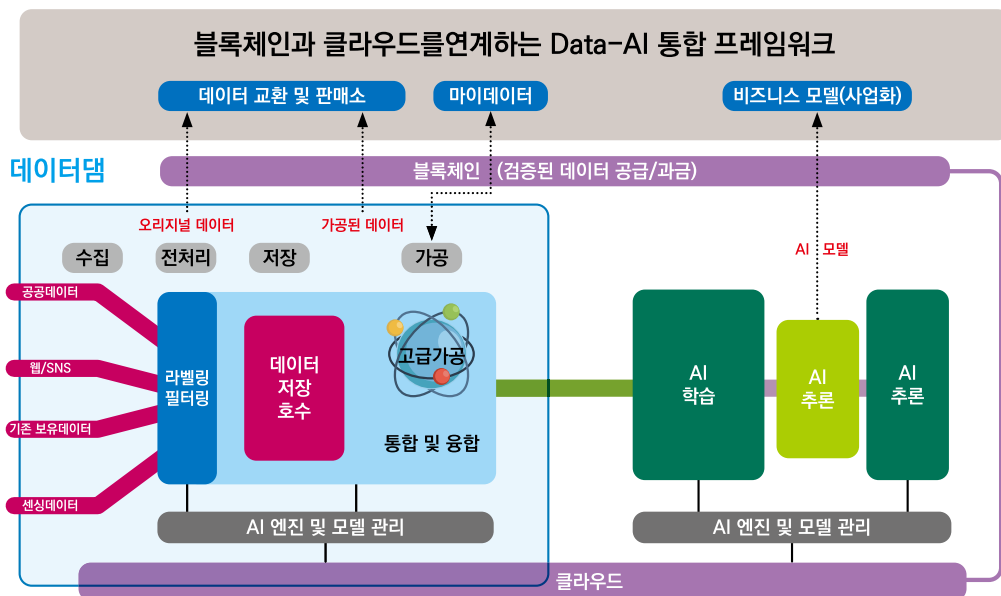 블록체인과 클라우드를연계하는 Data-AI 통합 프레임워크
데이터 교환 및 판매소
마이데이터
비즈니스 모델(사업화)
데이터댐
블록체인 (검증된 데이터 공급/과금)
오리지널 데이터
가공된 데이터
AI 모델
수집
전처리
저장
가공
공공데이터
웹/SNS
기존 보유데이터
센싱데이터
라벨링
필터링
데이터
저장
호수
고급가공
통합 및 융합
AI
학습
AI
추론
AI
추론
AI 엔진 및 모델 관리
AI 엔진 및 모델 관리
클라우드